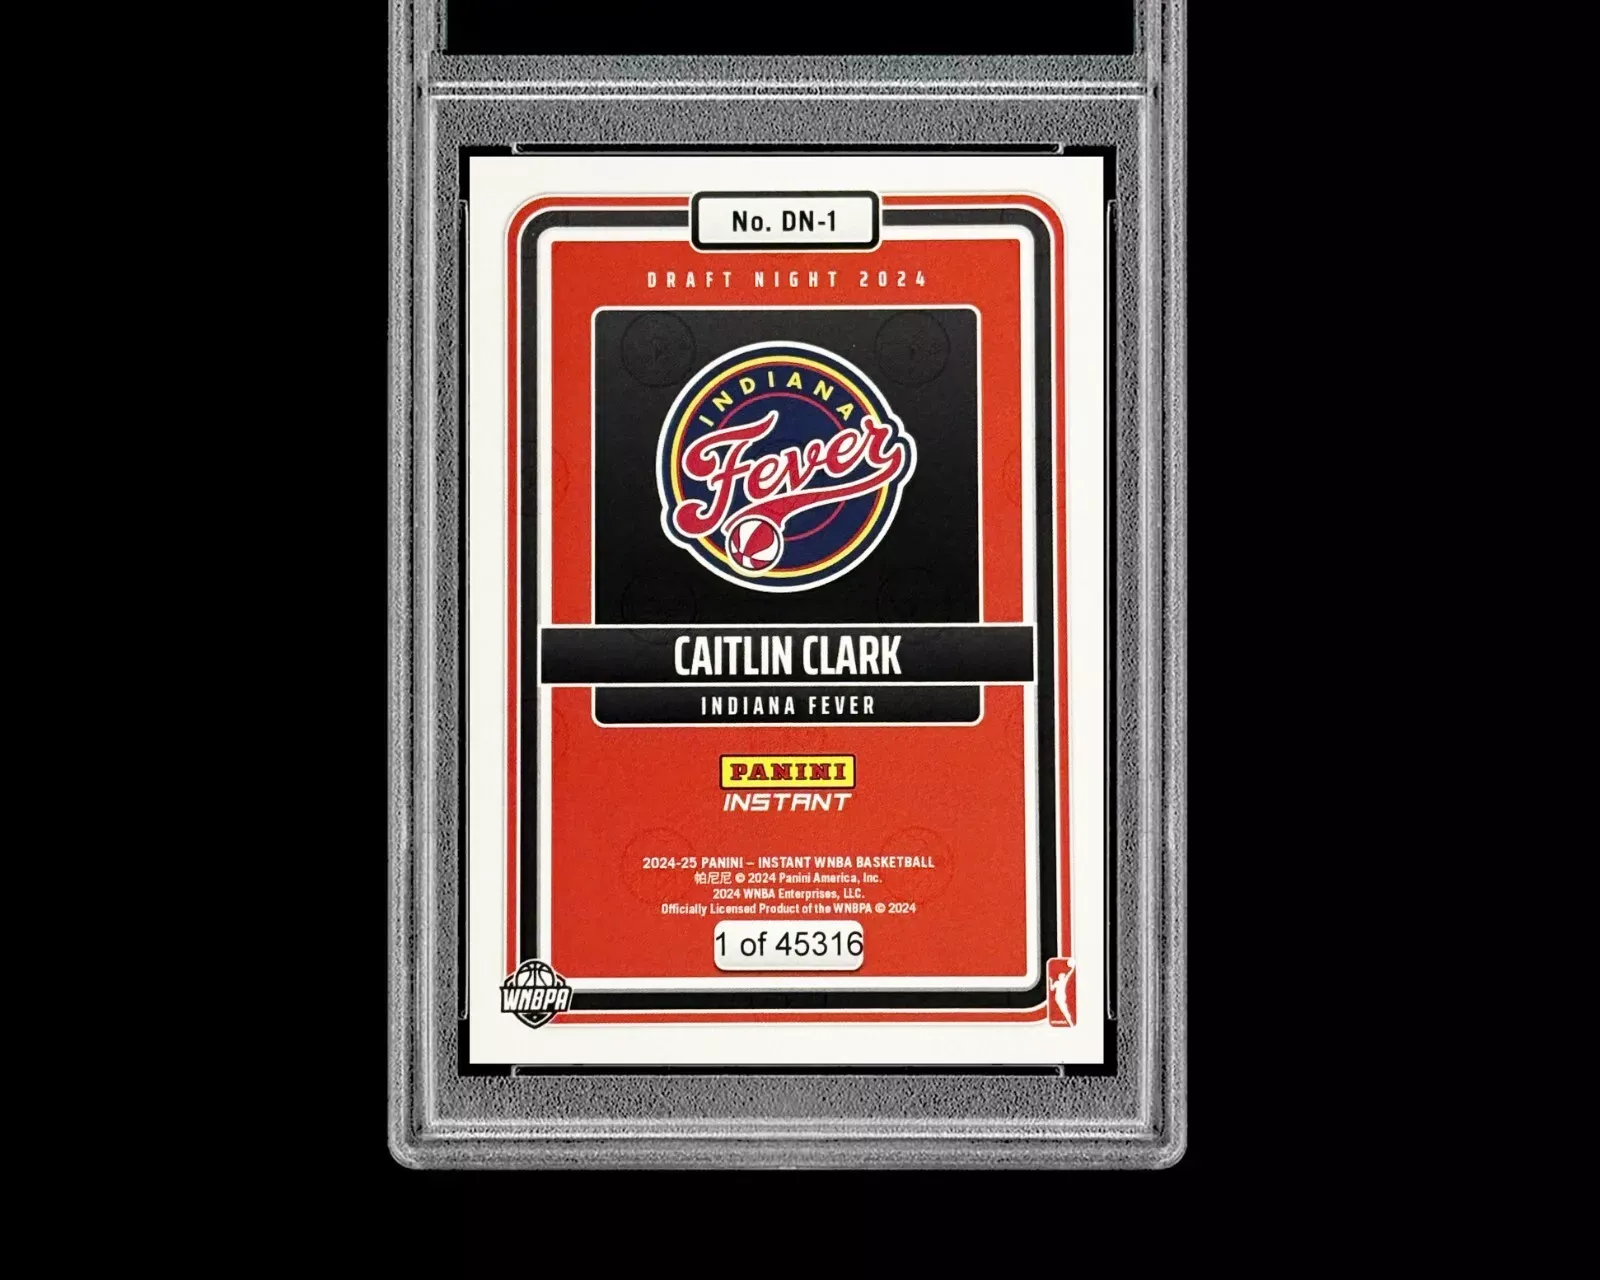 No. DN-1
DRAFT NIGHT 2024
INDIANA
Fever
CAITLIN CLARK
INDIANA FEVER
PANINI
INSTANT
2024-25 PANINI – INSTANT WNBA BASKETBALL
帕尼尼 © 2024 Panini America, Inc.
2024 WNBA Enterprises, LLC.
Officially Licensed Product of the WNBPA © 2024
1 of 45316
WNBPA